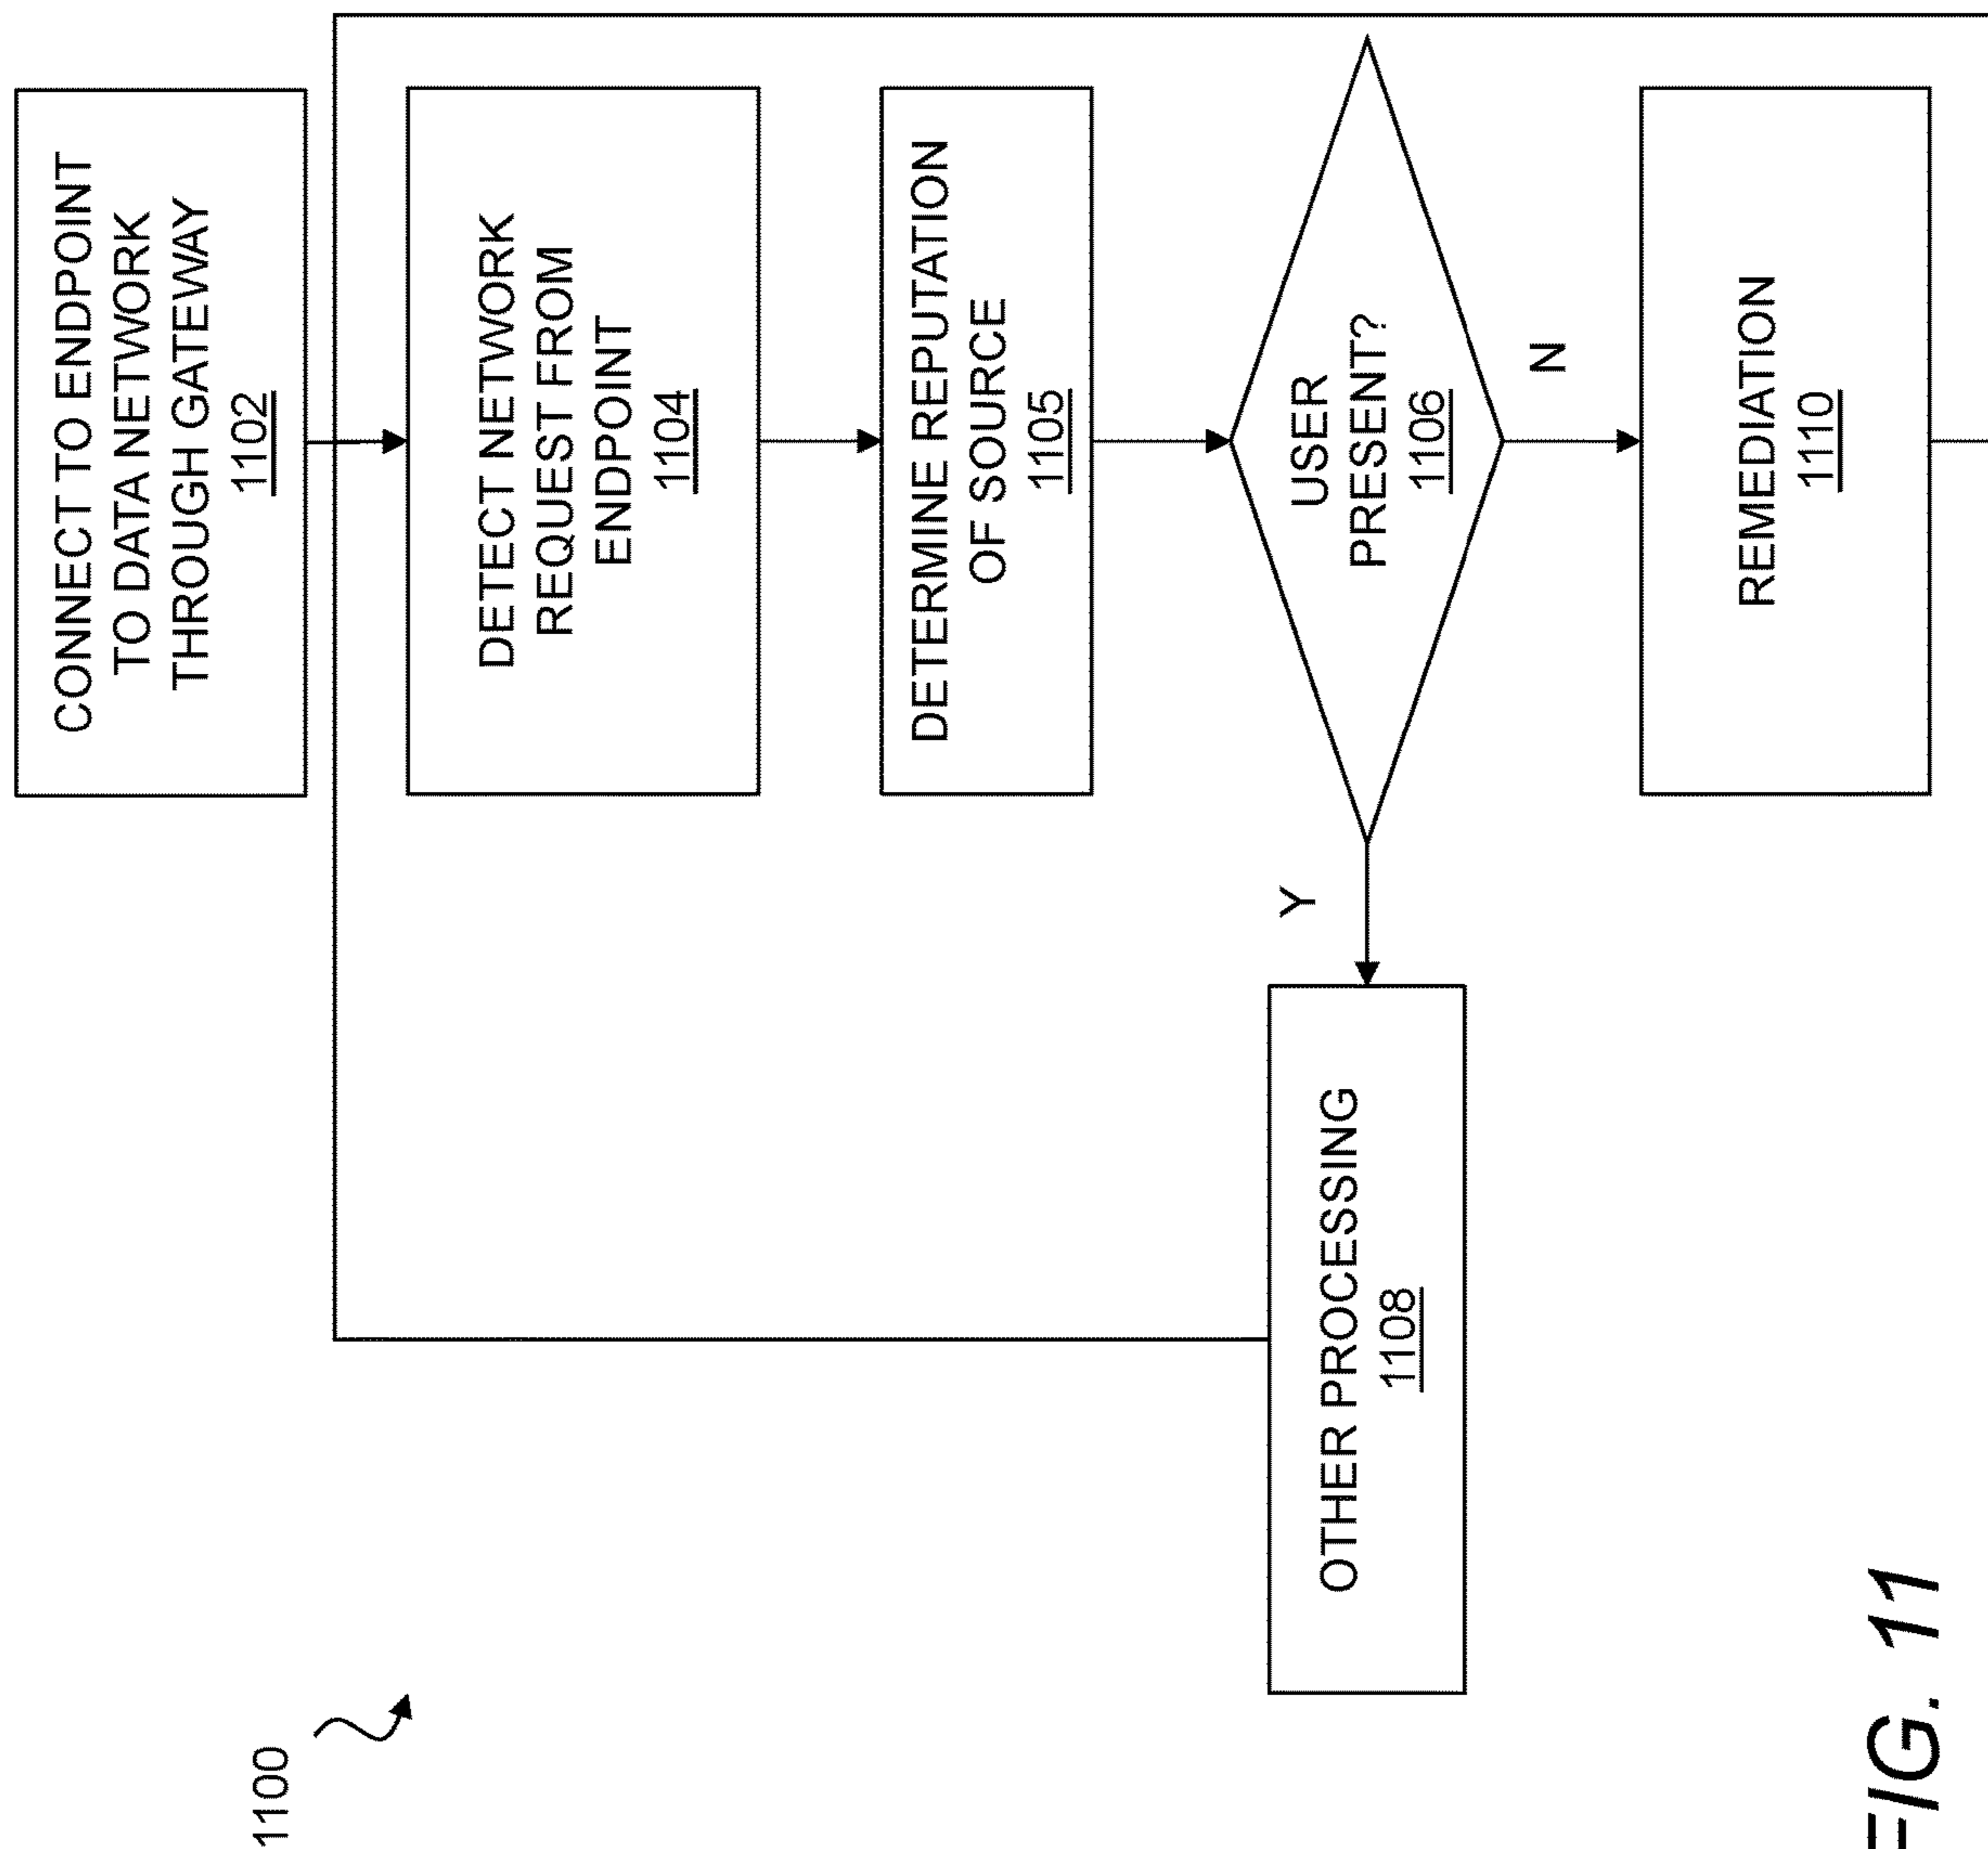 1100
CONNECT TO ENDPOINT
TO DATA NETWORK
THROUGH GATEWAY
1102
DETECT NETWORK
REQUEST FROM
ENDPOINT
1104
DETERMINE REPUTATION
OF SOURCE
1105
USER
PRESENT?
1106
Y
N
OTHER PROCESSING
1108
REMEDIATION
1110
FIG. 11